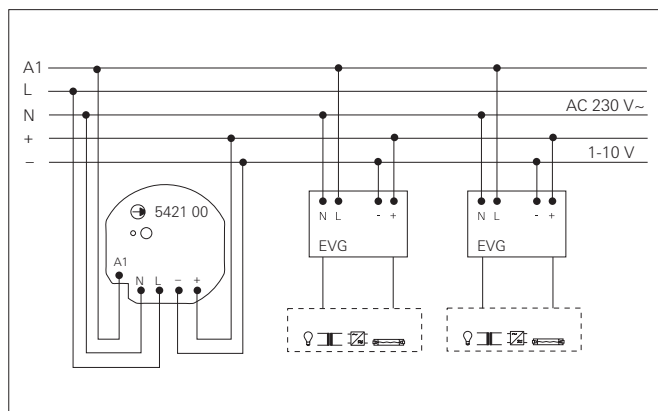 A1
L
N
AC 230 V~
+
–
1-10 V
5421 00
A1
N L – +
N L - +
EVG
N L - +
EVG